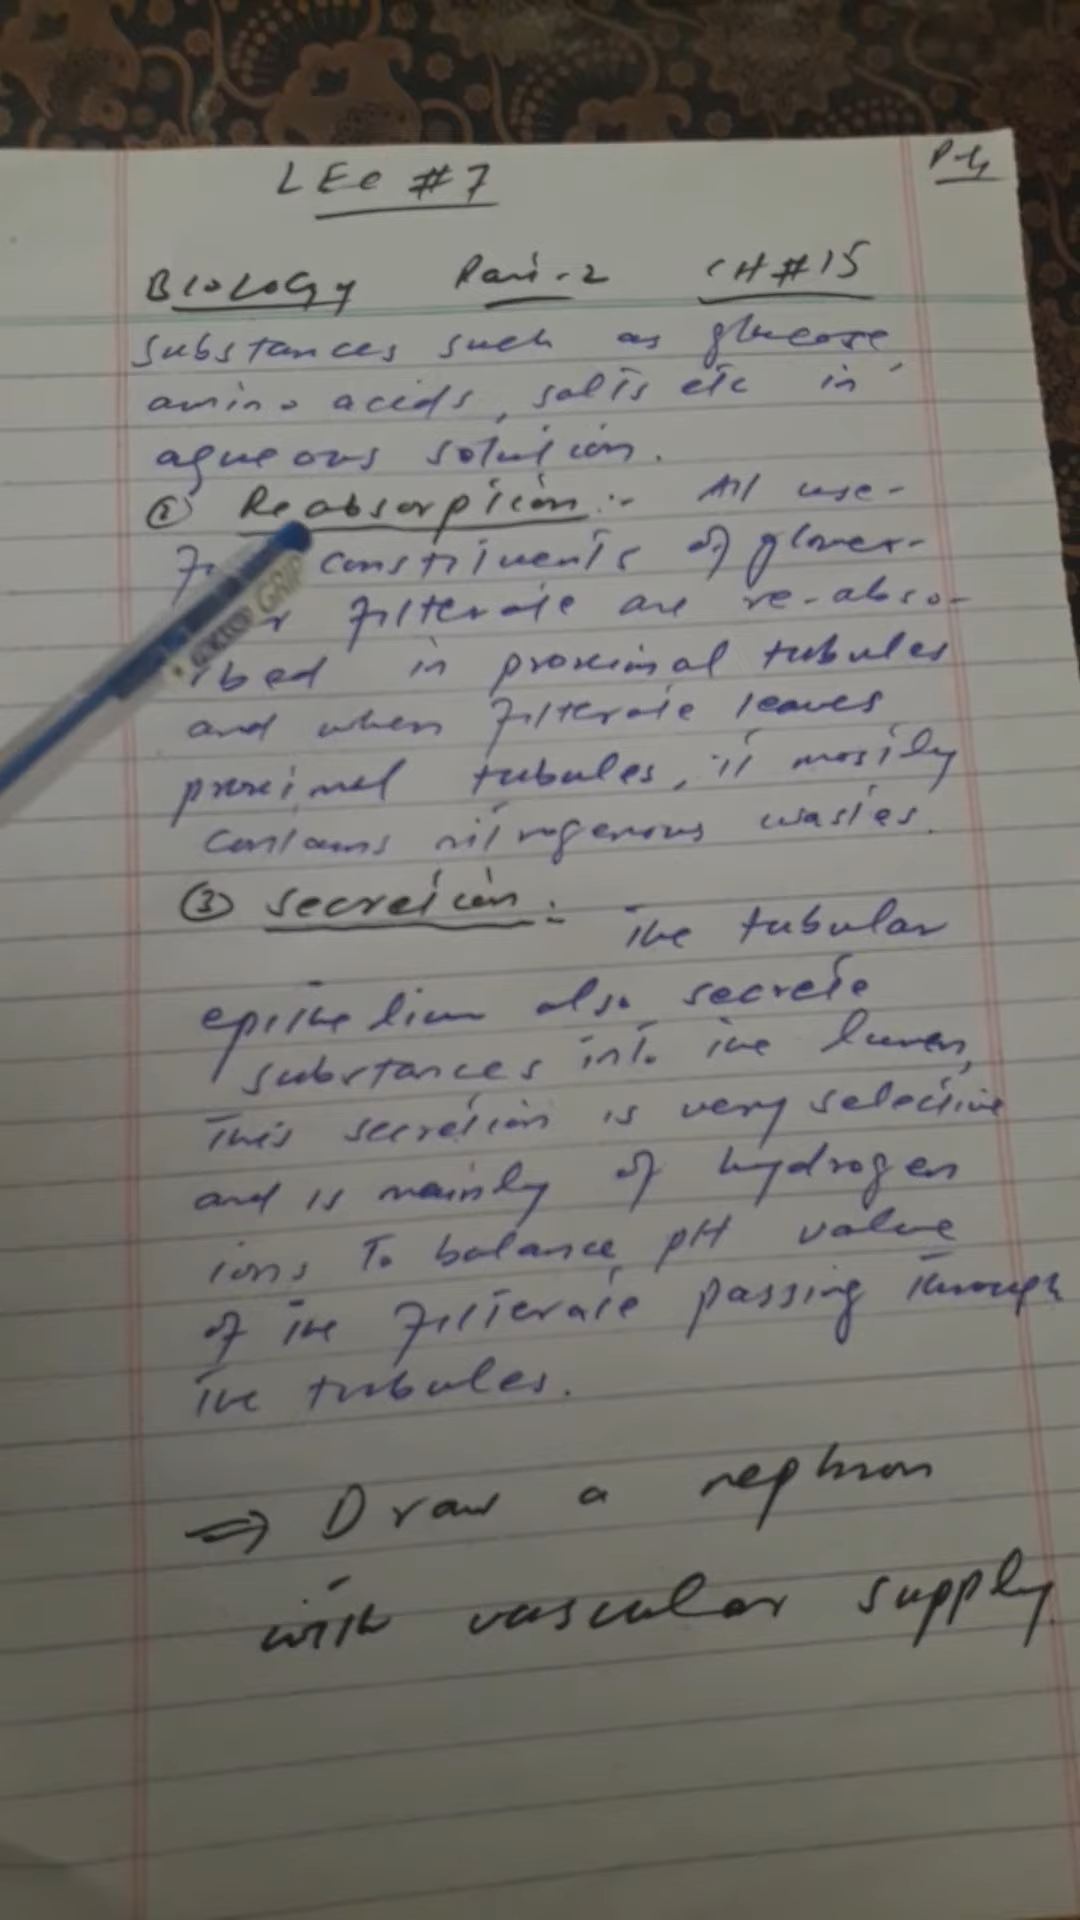 LEc #7
P-4
BIOLOGY Part-2 CH#15
substances such as glucose,
amino acids, salts etc in
aqueous solution.
② Reabsorption:- All use-
constituents of glomer-
filterate are re-abso-
rbed in proximal tubules
and when filterate leaves
proximal tubules, it mostly
contains nitrogenous wastes.
③ secretion:-
The tubular
epithelium also secrete
substances into the lumen,
This secretion is very selective
and is mainly of hydrogen
ions To balance pH value
of the filterate passing through
the tubules.
⇒ Draw a nephron
with vascular supply